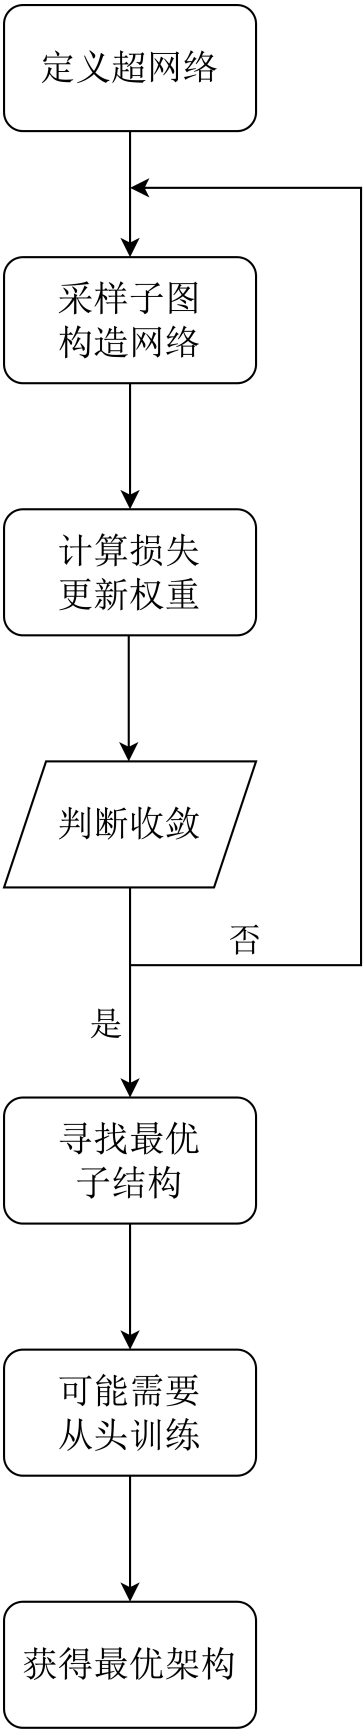 定义超网络
采样子图
构造网络
计算损失
更新权重
判断收敛
否
是
寻找最优
子结构
可能需要
从头训练
获得最优架构